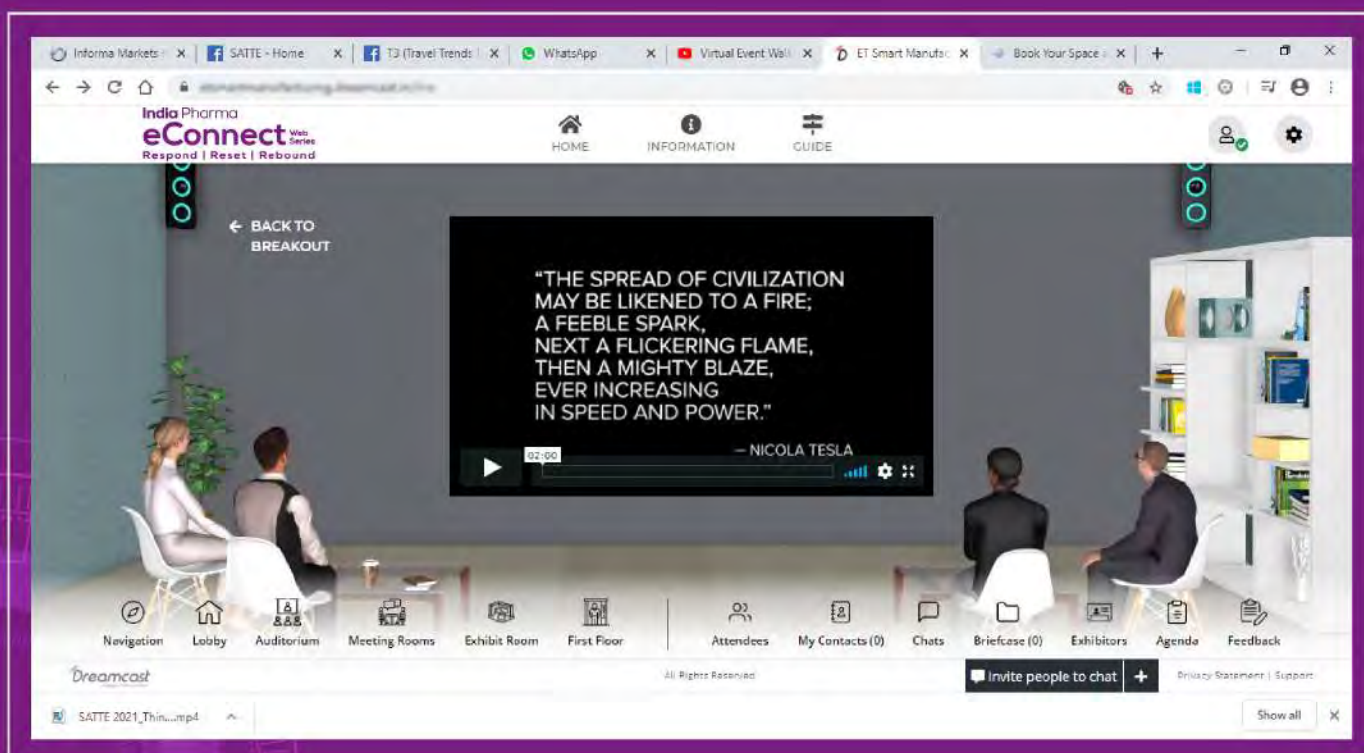 Informa Markets
SATTE - Home
T3 (Travel Trends
WhatsApp
Virtual Event Wal
ET Smart Manufac
Book Your Space
India Pharma
eConnect Web Series
Respond | Reset | Rebound
HOME
INFORMATION
GUIDE
← BACK TO
BREAKOUT
“THE SPREAD OF CIVILIZATION
MAY BE LIKENED TO A FIRE;
A FEEBLE SPARK,
NEXT A FLICKERING FLAME,
THEN A MIGHTY BLAZE,
EVER INCREASING
IN SPEED AND POWER.”
— NICOLA TESLA
02:00
Navigation
Lobby
Auditorium
Meeting Rooms
Exhibit Room
First Floor
Attendees
My Contacts (0)
Chats
Briefcase (0)
Exhibitors
Agenda
Feedback
Dreamcast
All Rights Reserved
Invite people to chat +
Privacy Statement | Support
SATTE 2021_Thin....mp4
Show all